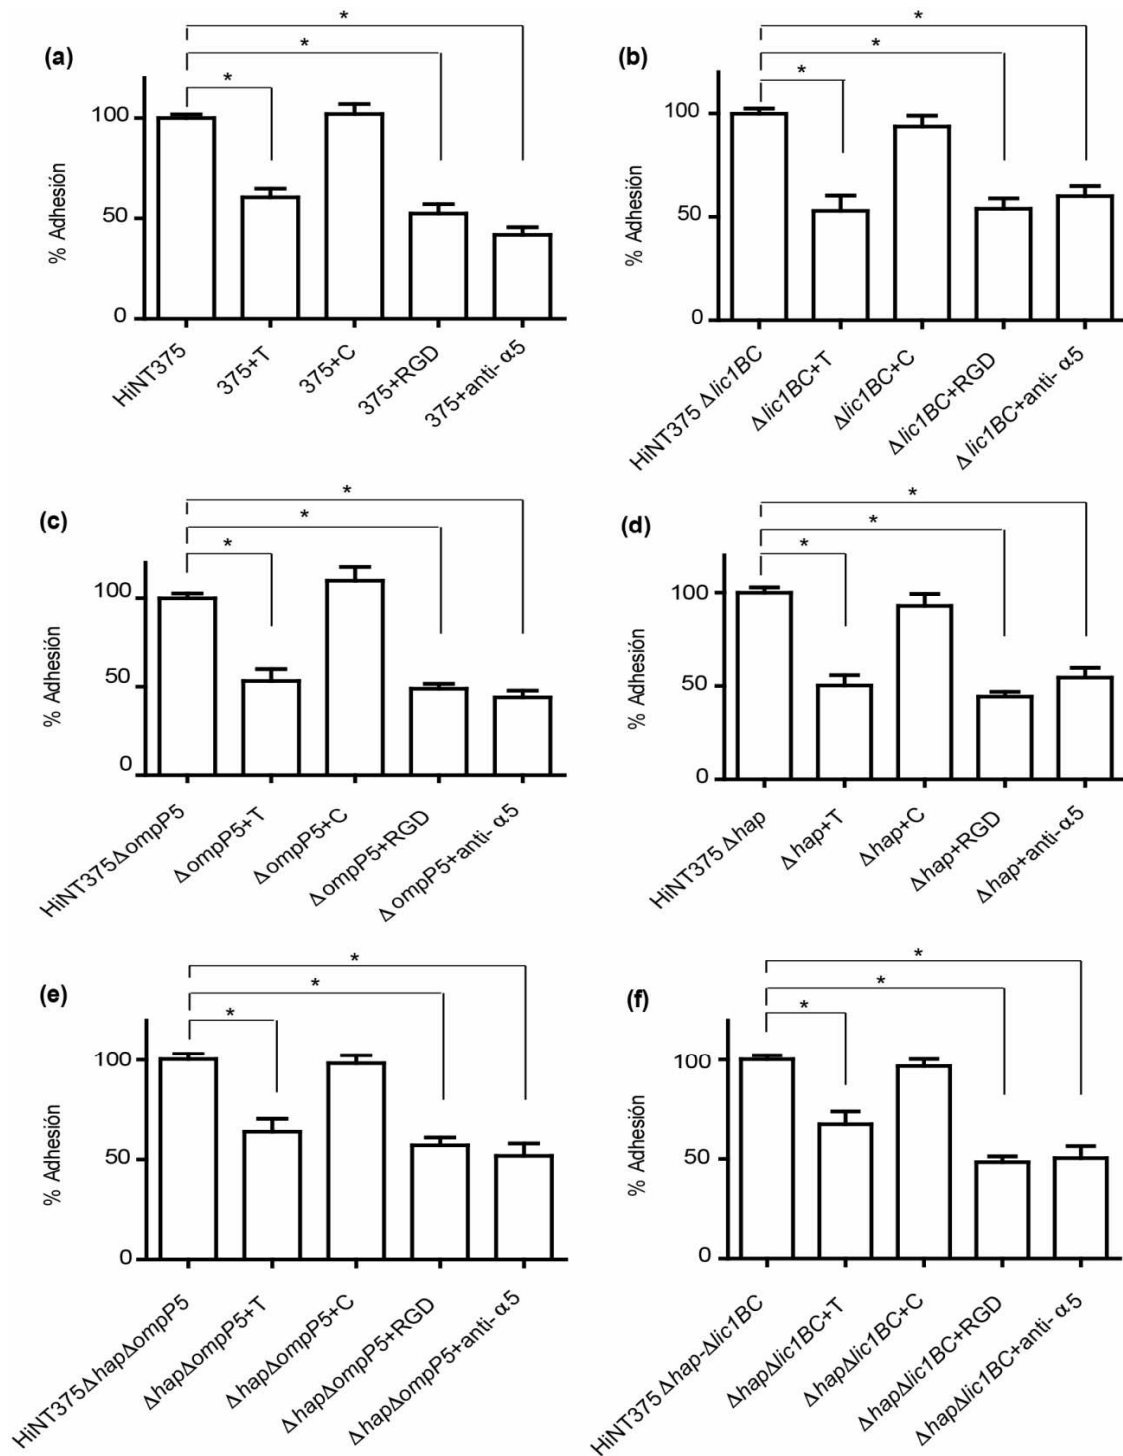 (a)
*
*
*
% Adhesión
100
50
0
HiNT375
375+T
375+C
375+RGD
375+anti- α5
(b)
*
*
*
% Adhesión
100
50
0
HiNT375 Δlic1BC
Δlic1BC+T
Δlic1BC+C
Δlic1BC+RGD
Δlic1BC+anti- α5
(c)
*
*
*
% Adhesión
100
50
0
HiNT375ΔompP5
ΔompP5+T
ΔompP5+C
ΔompP5+RGD
ΔompP5+anti- α5
(d)
*
*
*
% Adhesión
100
50
0
HiNT375 Δhap
Δhap+T
Δhap+C
Δhap+RGD
Δhap+anti-α5
(e)
*
*
*
% Adhesión
100
50
0
HiNT375ΔhapΔompP5
ΔhapΔompP5+T
ΔhapΔompP5+C
ΔhapΔompP5+RGD
ΔhapΔompP5+anti-α5
(f)
*
*
*
% Adhesión
100
50
0
HiNT375 Δhap-Δlic1BC
ΔhapΔlic1BC+T
ΔhapΔlic1BC+C
ΔhapΔlic1BC+RGD
ΔhapΔlic1BC+anti- α5